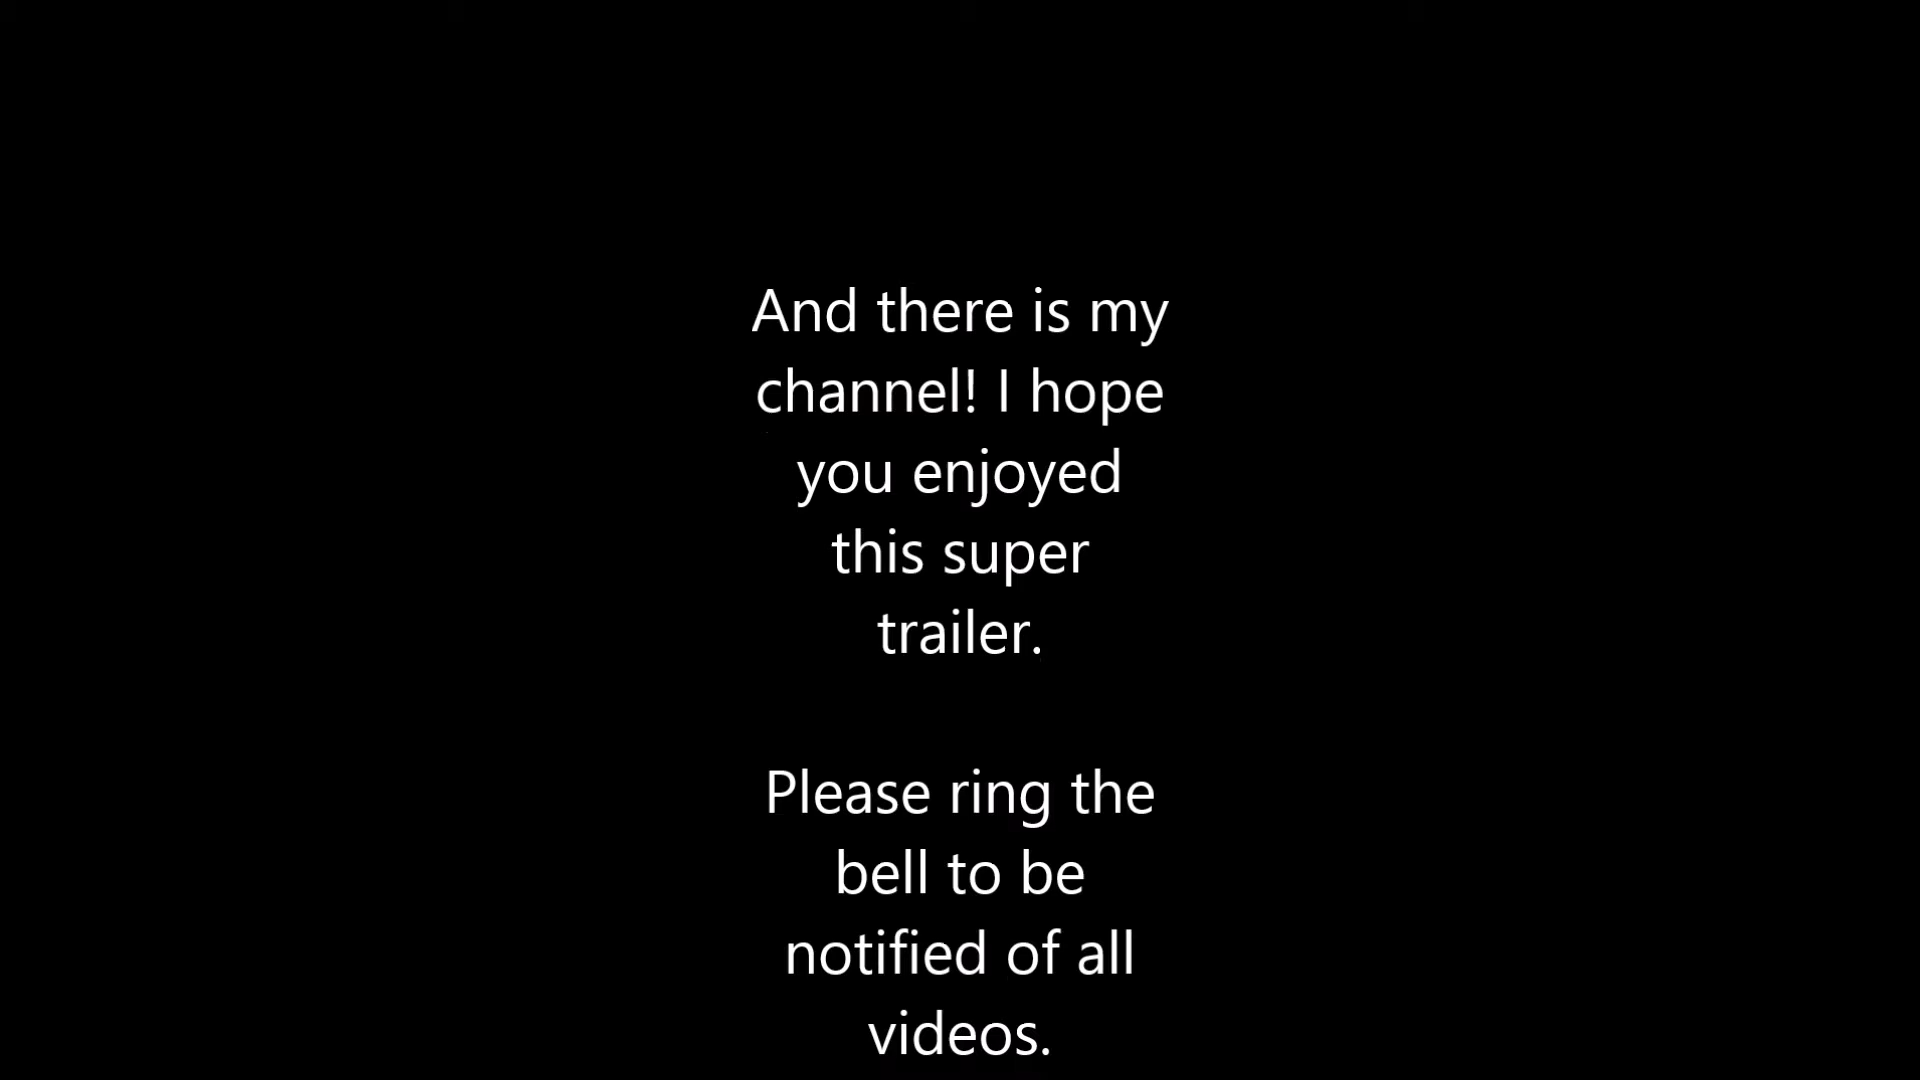 And there is my
channel! I hope
you enjoyed
this super
trailer.
Please ring the
bell to be
notified of all
videos.